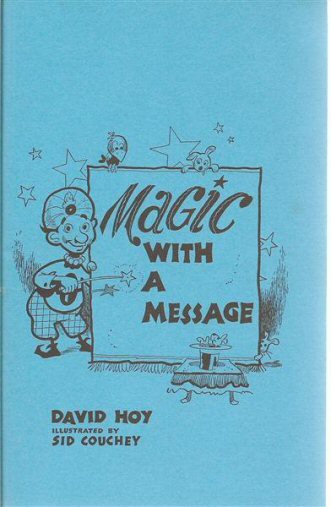 Magic
WITH
A
MESSAGE
DAVID HOY
ILLUSTRATED BY
SID COUCHEY